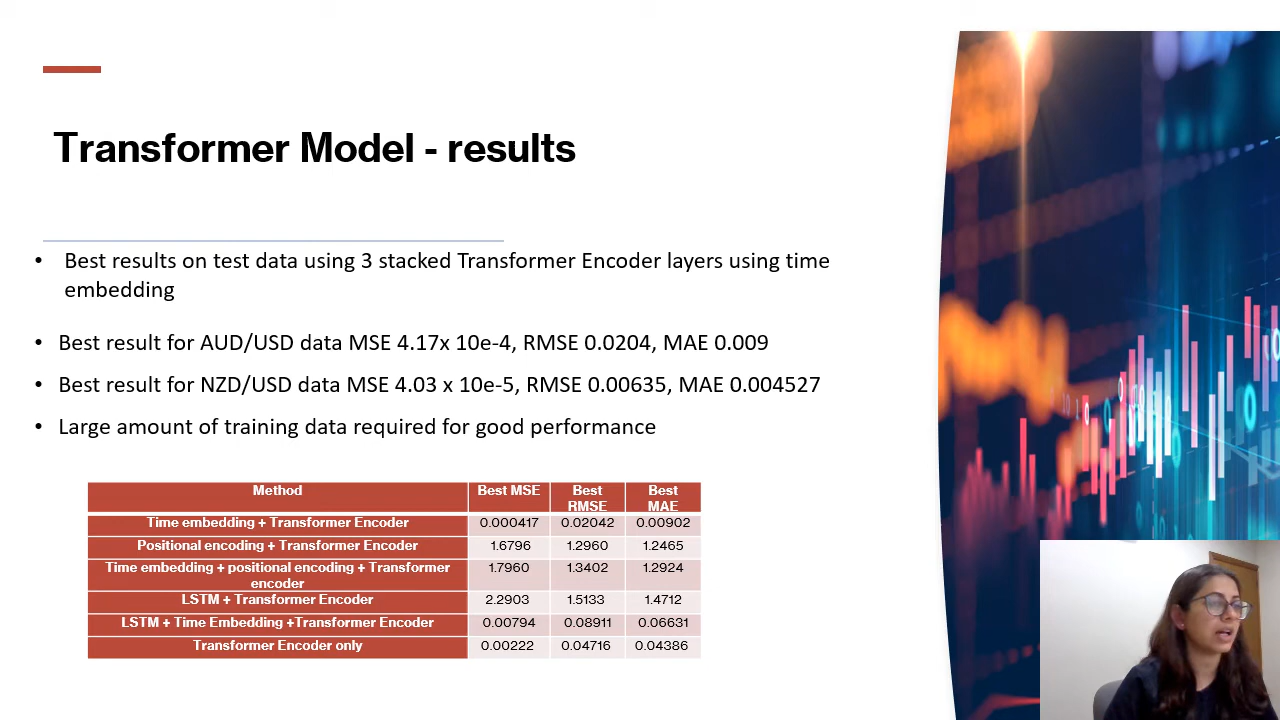 Transformer Model - results
• Best results on test data using 3 stacked Transformer Encoder layers using time
embedding
• Best result for AUD/USD data MSE 4.17x 10e-4, RMSE 0.0204, MAE 0.009
• Best result for NZD/USD data MSE 4.03 x 10e-5, RMSE 0.00635, MAE 0.004527
• Large amount of training data required for good performance
Method Best MSE Best RMSE Best MAE
Time embedding + Transformer Encoder 0.000417 0.02042 0.00902
Positional encoding + Transformer Encoder 1.6796 1.2960 1.2465
Time embedding + positional encoding + Transformer encoder 1.7960 1.3402 1.2924
LSTM + Transformer Encoder 2.2903 1.5133 1.4712
LSTM + Time Embedding +Transformer Encoder 0.00794 0.08911 0.06631
Transformer Encoder only 0.00222 0.04716 0.04386